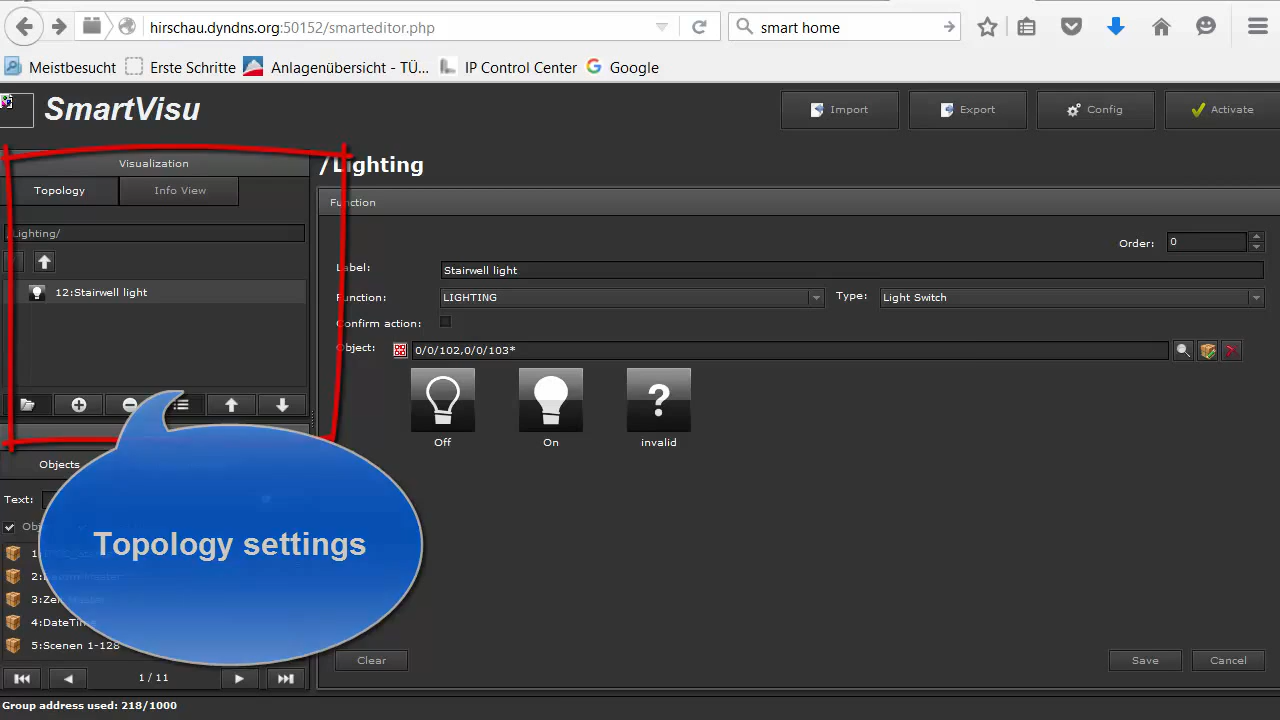 hirschau.dyndns.org:50152/smarteditor.php
smart home
Meistbesucht
Erste Schritte
Anlagenübersicht - TÜ...
IP Control Center
Google
SmartVisu
Import
Export
Config
Activate
Visualization
Topology
Info View
/Lighting/
12:Stairwell light
/Lighting
Function
Order:
0
Label:
Stairwell light
Function:
LIGHTING
Type:
Light Switch
Confirm action:
Object:
0/0/102,0/0/103*
Off
On
invalid
Objects
Text:
Topology settings
4:DateTim
5:Scenen 1-128
1 / 11
Clear
Save
Cancel
Group address used: 218/1000